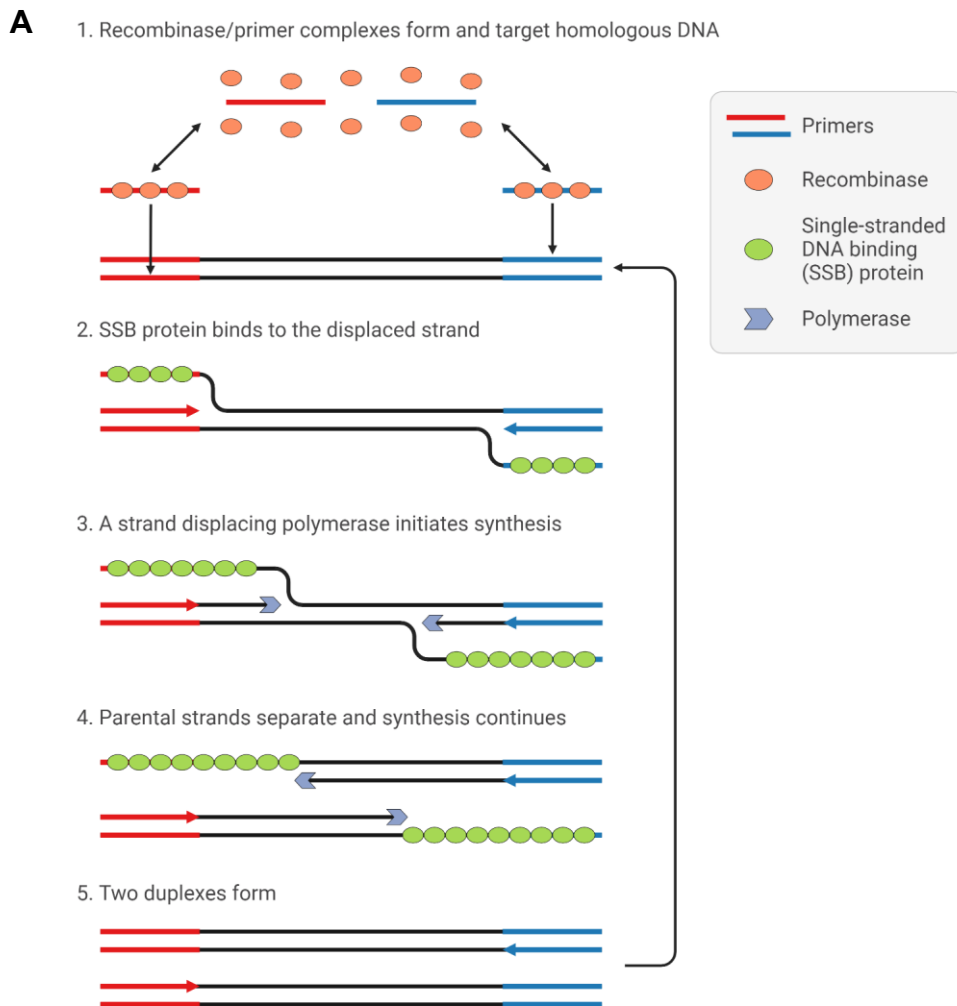 A
1. Recombinase/primer complexes form and target homologous DNA
Primers
Recombinase
Single-stranded
DNA binding
(SSB) protein
Polymerase
2. SSB protein binds to the displaced strand
3. A strand displacing polymerase initiates synthesis
4. Parental strands separate and synthesis continues
5. Two duplexes form